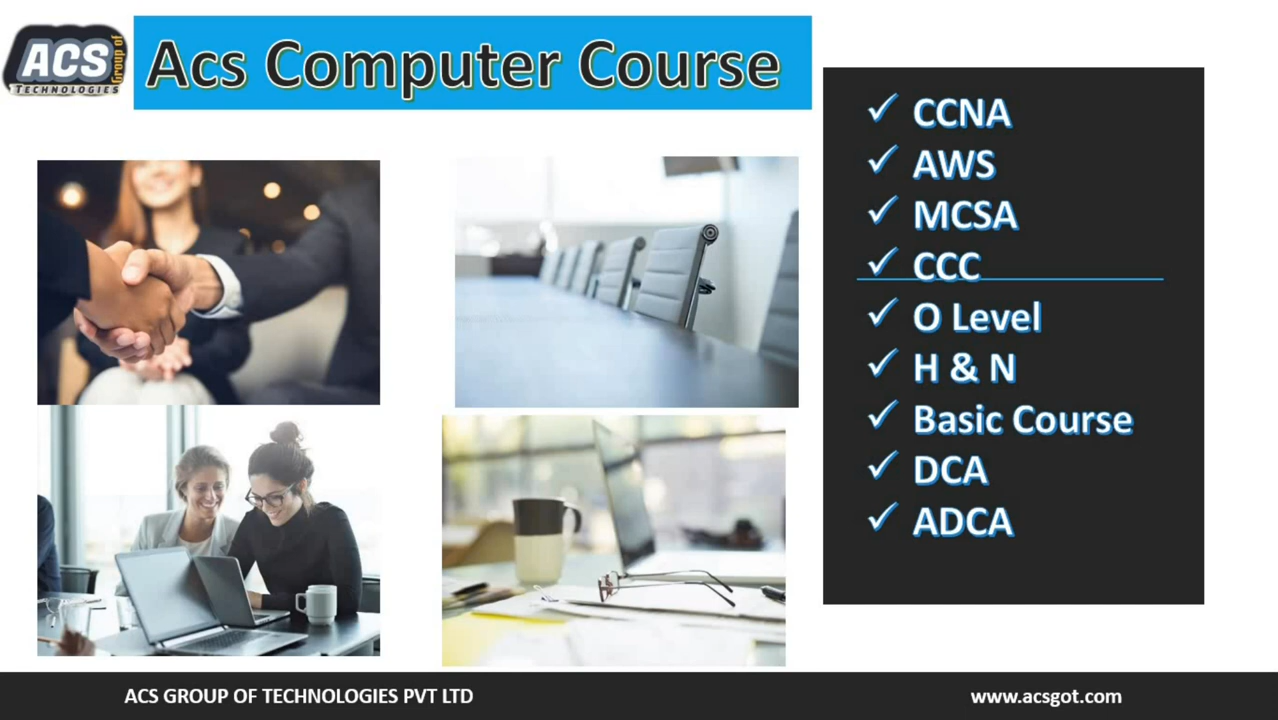 ACS
Group of
TECHNOLOGIES
Acs Computer Course
✓ CCNA
✓ AWS
✓ MCSA
✓ CCC
✓ O Level
✓ H & N
✓ Basic Course
✓ DCA
✓ ADCA
ACS GROUP OF TECHNOLOGIES PVT LTD
www.acsgot.com